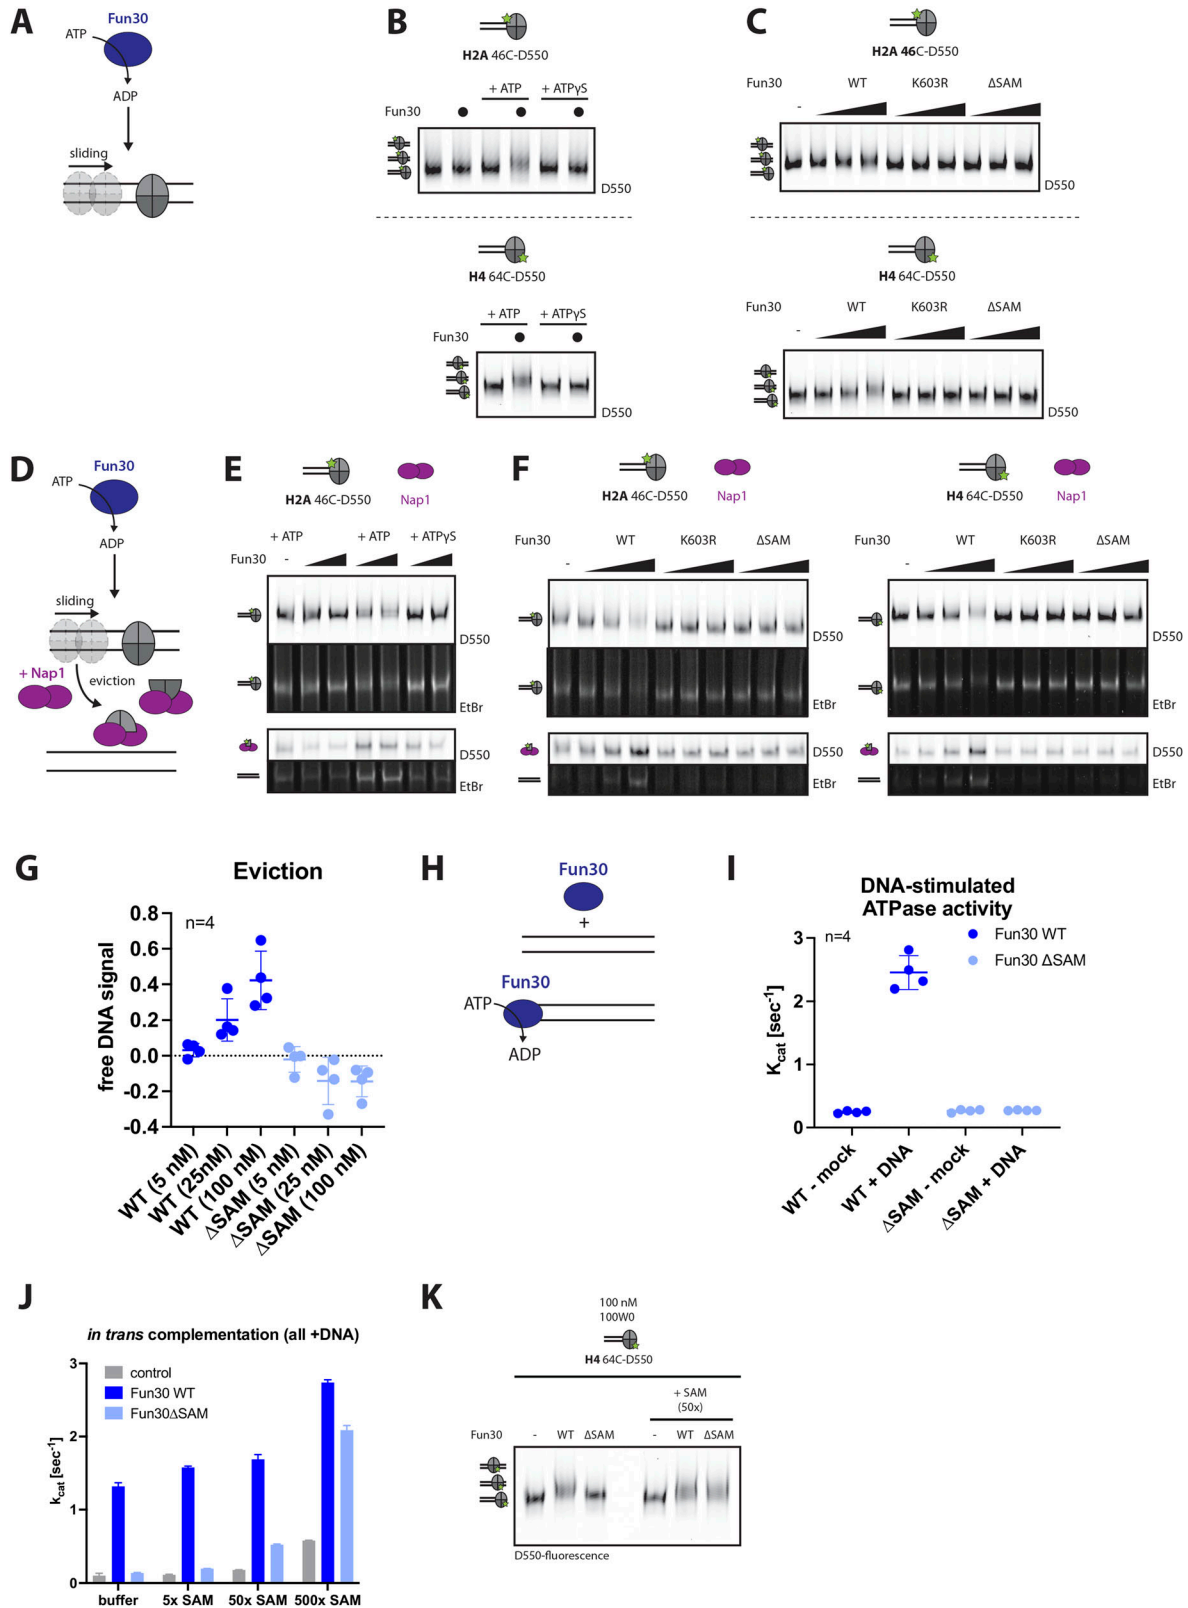 A
Fun30
ATP
ADP
sliding
B
H2A 46C-D550
+ ATP + ATPγS
Fun30
D550
H4 64C-D550
+ ATP + ATPγS
Fun30
D550
C
H2A 46C-D550
Fun30 WT K603R ΔSAM
-
D550
H4 64C-D550
Fun30 WT K603R ΔSAM
-
D550
D
Fun30
ATP
ADP
sliding
+ Nap1
eviction
E
H2A 46C-D550 Nap1
+ ATP + ATP + ATPγS
Fun30 -
D550
EtBr
D550
EtBr
F
H2A 46C-D550 Nap1
Fun30 WT K603R ΔSAM
-
D550
EtBr
D550
EtBr
H4 64C-D550 Nap1
Fun30 WT K603R ΔSAM
-
D550
EtBr
D550
EtBr
G
Eviction
n=4
free DNA signal
0.8
0.6
0.4
0.2
0.0
-0.2
-0.4
WT (5 nM)
WT (25nM)
WT (100 nM)
ΔSAM (5 nM)
ΔSAM (25 nM)
ΔSAM (100 nM)
H
Fun30
+
Fun30
ATP
ADP
I
DNA-stimulated
ATPase activity
n=4
Fun30 WT
Fun30 ΔSAM
Kcat [sec-1]
3
2
1
0
WT - mock
WT + DNA
ΔSAM - mock
ΔSAM + DNA
J
in trans complementation (all +DNA)
control
Fun30 WT
Fun30ΔSAM
kcat [sec-1]
3
2
1
0
buffer 5x SAM 50x SAM 500x SAM
K
100 nM
100W0
H4 64C-D550
+ SAM
(50x)
Fun30 - WT ΔSAM - WT ΔSAM
D550-fluorescence